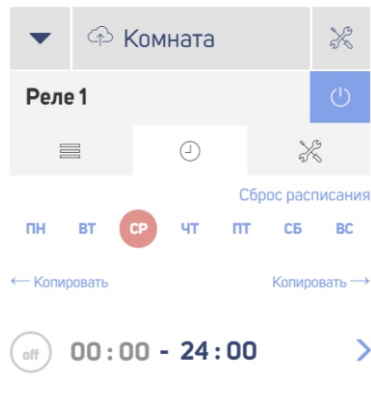 Комната
Реле 1
Сброс расписания
ПН ВТ СР ЧТ ПТ СБ ВС
← Копировать Копировать →
off 00 : 00 - 24 : 00